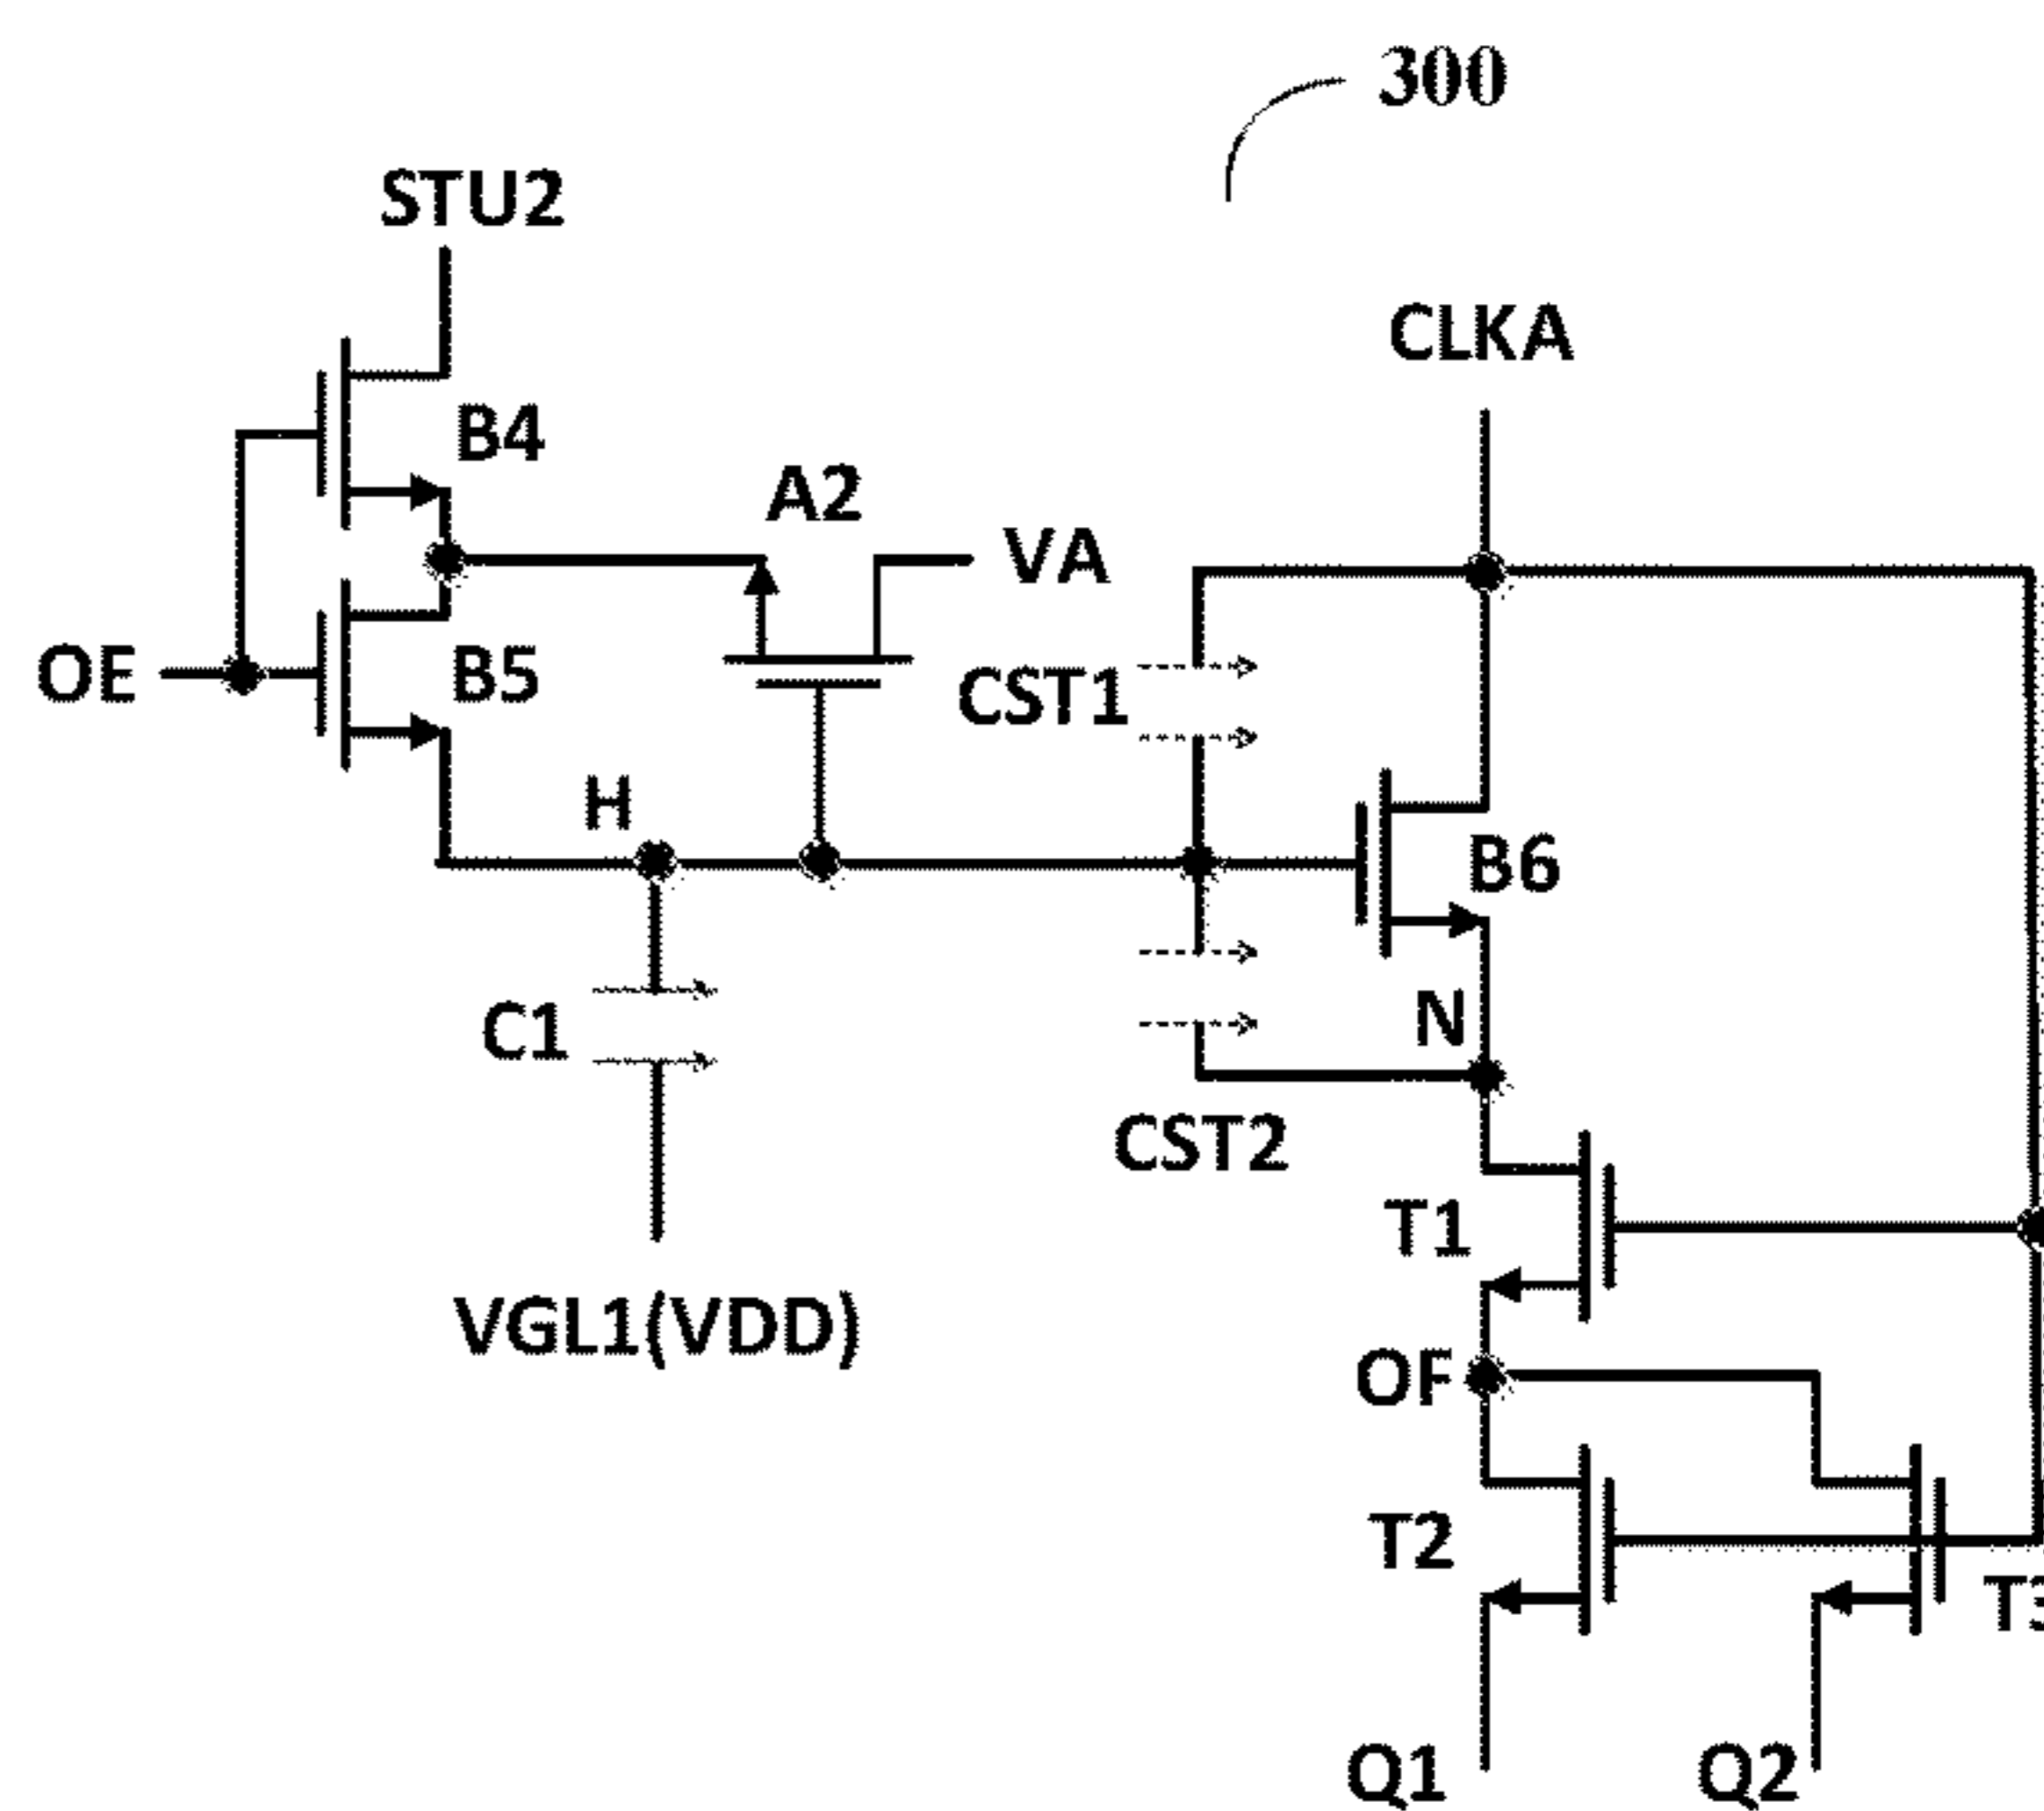 300
STU2
CLKA
B4
A2
VA
OE
B5
CST1
H
B6
C1
N
CST2
T1
VGL1(VDD)
OF
T2
T3
Q1
Q2